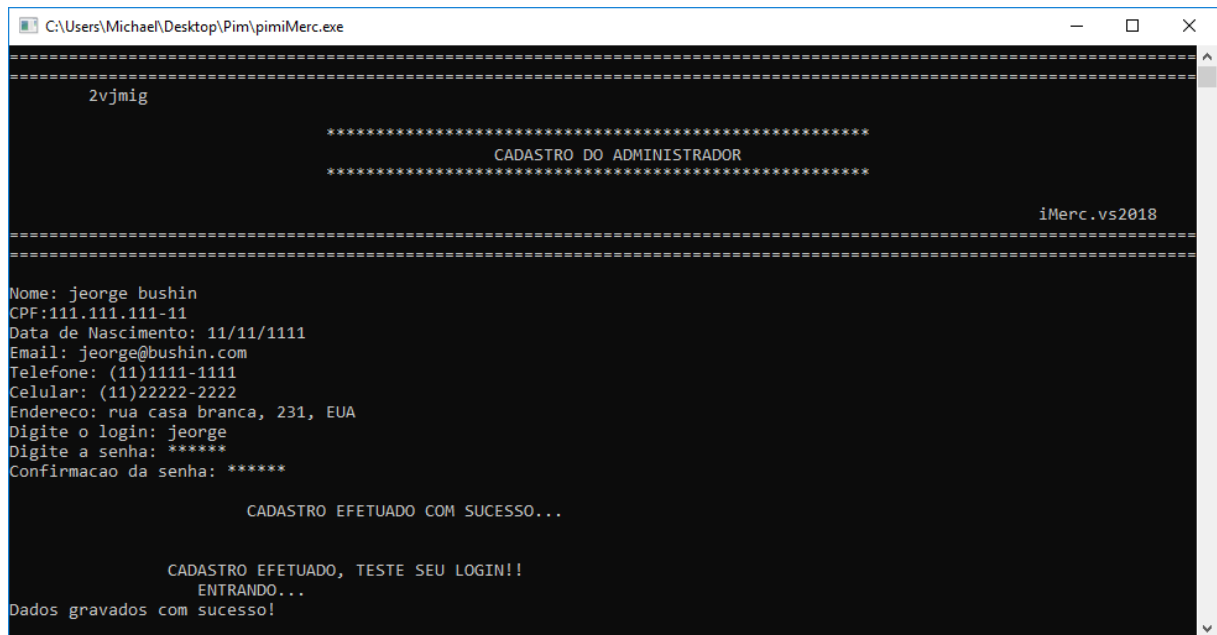 C:\Users\Michael\Desktop\Pim\pimiMerc.exe
========================================================================================================================
========================================================================================================================
2vjmig
*******************************************************
CADASTRO DO ADMINISTRADOR
*******************************************************
iMerc.vs2018
========================================================================================================================
========================================================================================================================
Nome: jeorge bushin
CPF:111.111.111-11
Data de Nascimento: 11/11/1111
Email: jeorge@bushin.com
Telefone: (11)1111-1111
Celular: (11)22222-2222
Endereco: rua casa branca, 231, EUA
Digite o login: jeorge
Digite a senha: ******
Confirmacao da senha: ******
CADASTRO EFETUADO COM SUCESSO...
CADASTRO EFETUADO, TESTE SEU LOGIN!!
ENTRANDO...
Dados gravados com sucesso!